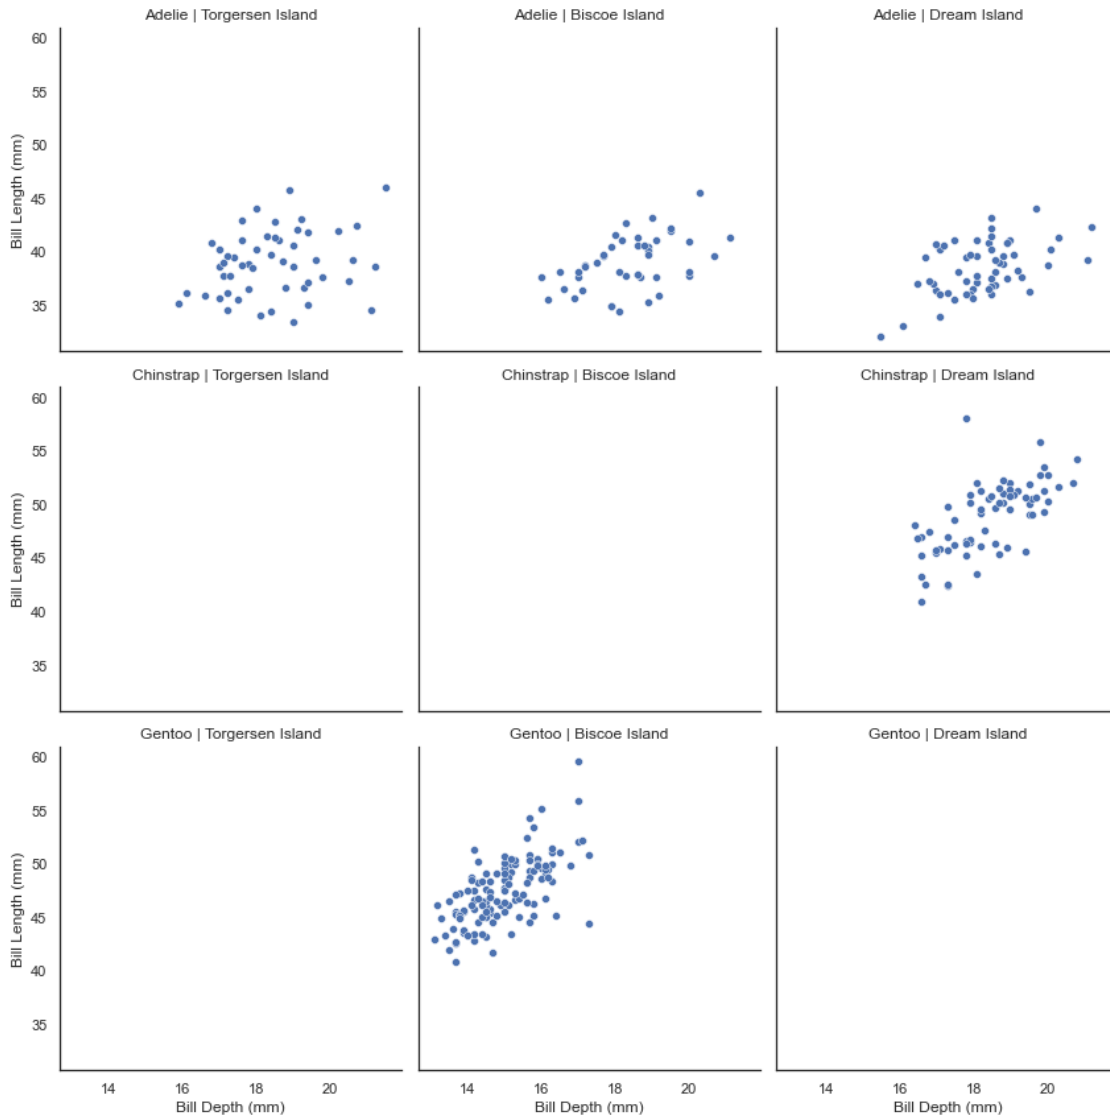 Adelie | Torgersen Island
Adelie | Biscoe Island
Adelie | Dream Island
60
55
50
45
40
35
Bill Length (mm)
Chinstrap | Torgersen Island
Chinstrap | Biscoe Island
Chinstrap | Dream Island
60
55
50
45
40
35
Bill Length (mm)
Gentoo | Torgersen Island
Gentoo | Biscoe Island
Gentoo | Dream Island
60
55
50
45
40
35
Bill Length (mm)
14 16 18 20
Bill Depth (mm)
14 16 18 20
Bill Depth (mm)
14 16 18 20
Bill Depth (mm)